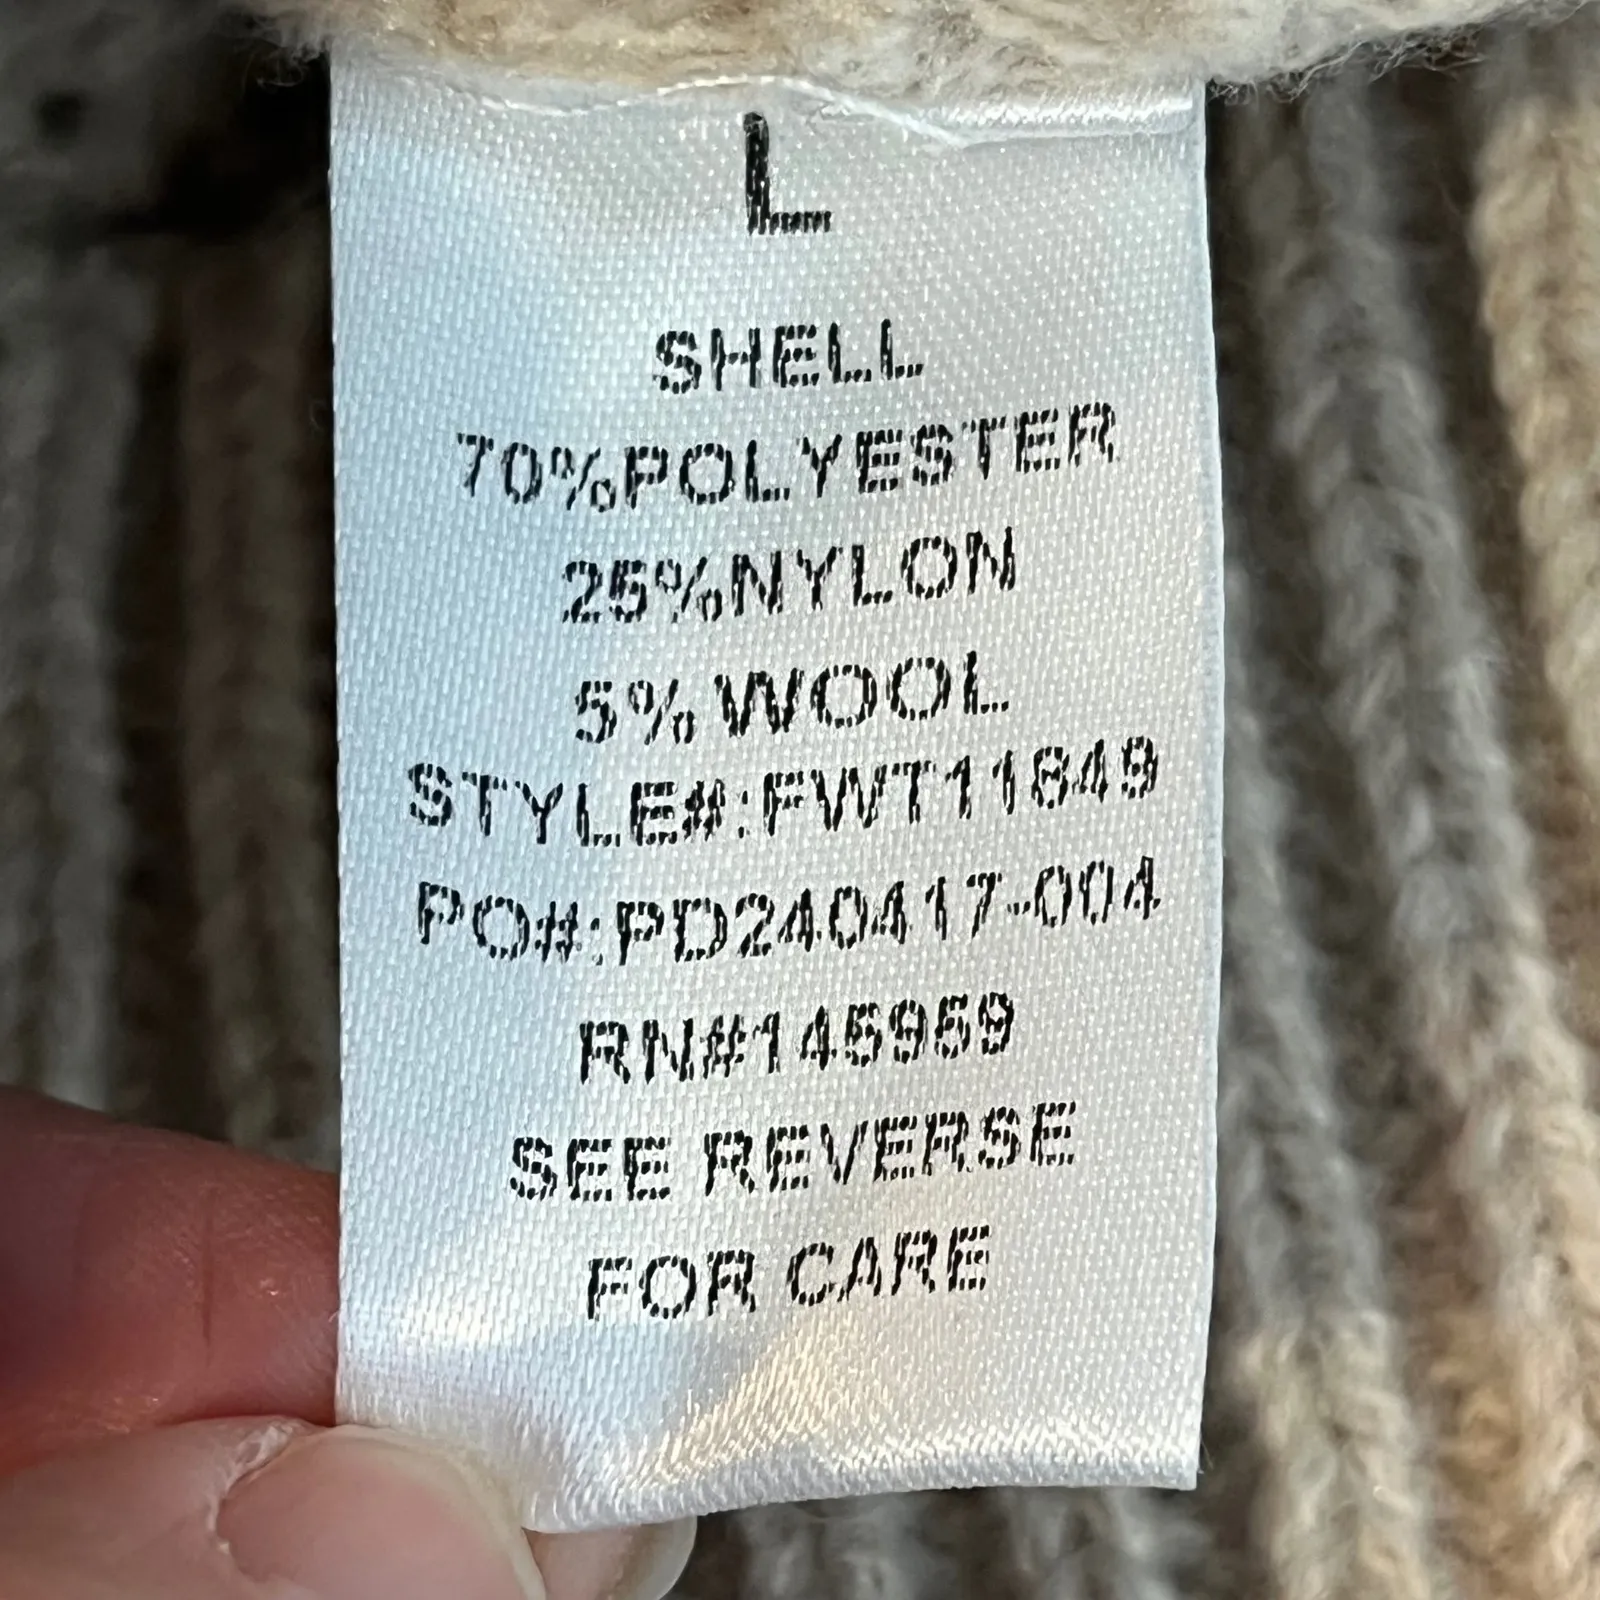 L
SHELL
70%POLYESTER
25%NYLON
5%WOOL
STYLE#:FWT11849
PO#:PD240417-004
RN#145959
SEE REVERSE
FOR CARE